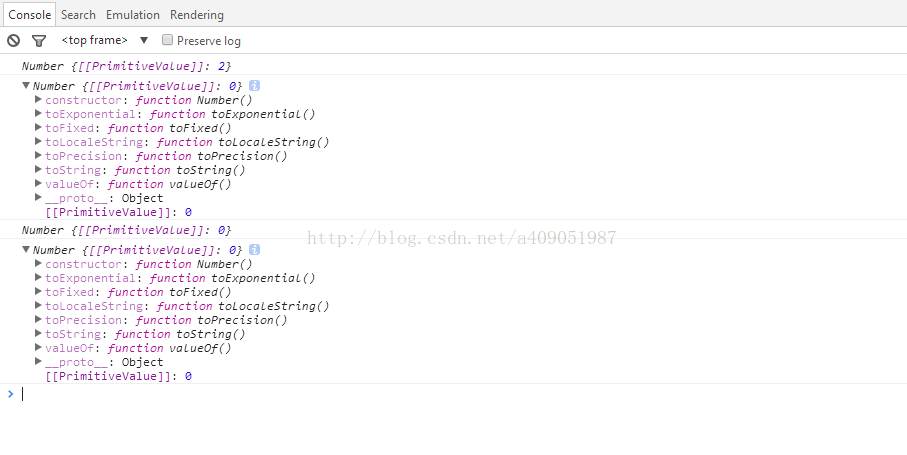 Console Search Emulation Rendering
<top frame> ▼ Preserve log
Number {[[PrimitiveValue]]: 2}
▼Number {[[PrimitiveValue]]: 0} i
▶constructor: function Number()
▶toExponential: function toExponential()
▶toFixed: function toFixed()
▶toLocaleString: function toLocaleString()
▶toPrecision: function toPrecision()
▶toString: function toString()
▶valueOf: function valueOf()
▶__proto__: Object
[[PrimitiveValue]]: 0
Number {[[PrimitiveValue]]: 0}
http://blog.csdn.net/a409051987
▼Number {[[PrimitiveValue]]: 0} i
▶constructor: function Number()
▶toExponential: function toExponential()
▶toFixed: function toFixed()
▶toLocaleString: function toLocaleString()
▶toPrecision: function toPrecision()
▶toString: function toString()
▶valueOf: function valueOf()
▶__proto__: Object
[[PrimitiveValue]]: 0
>